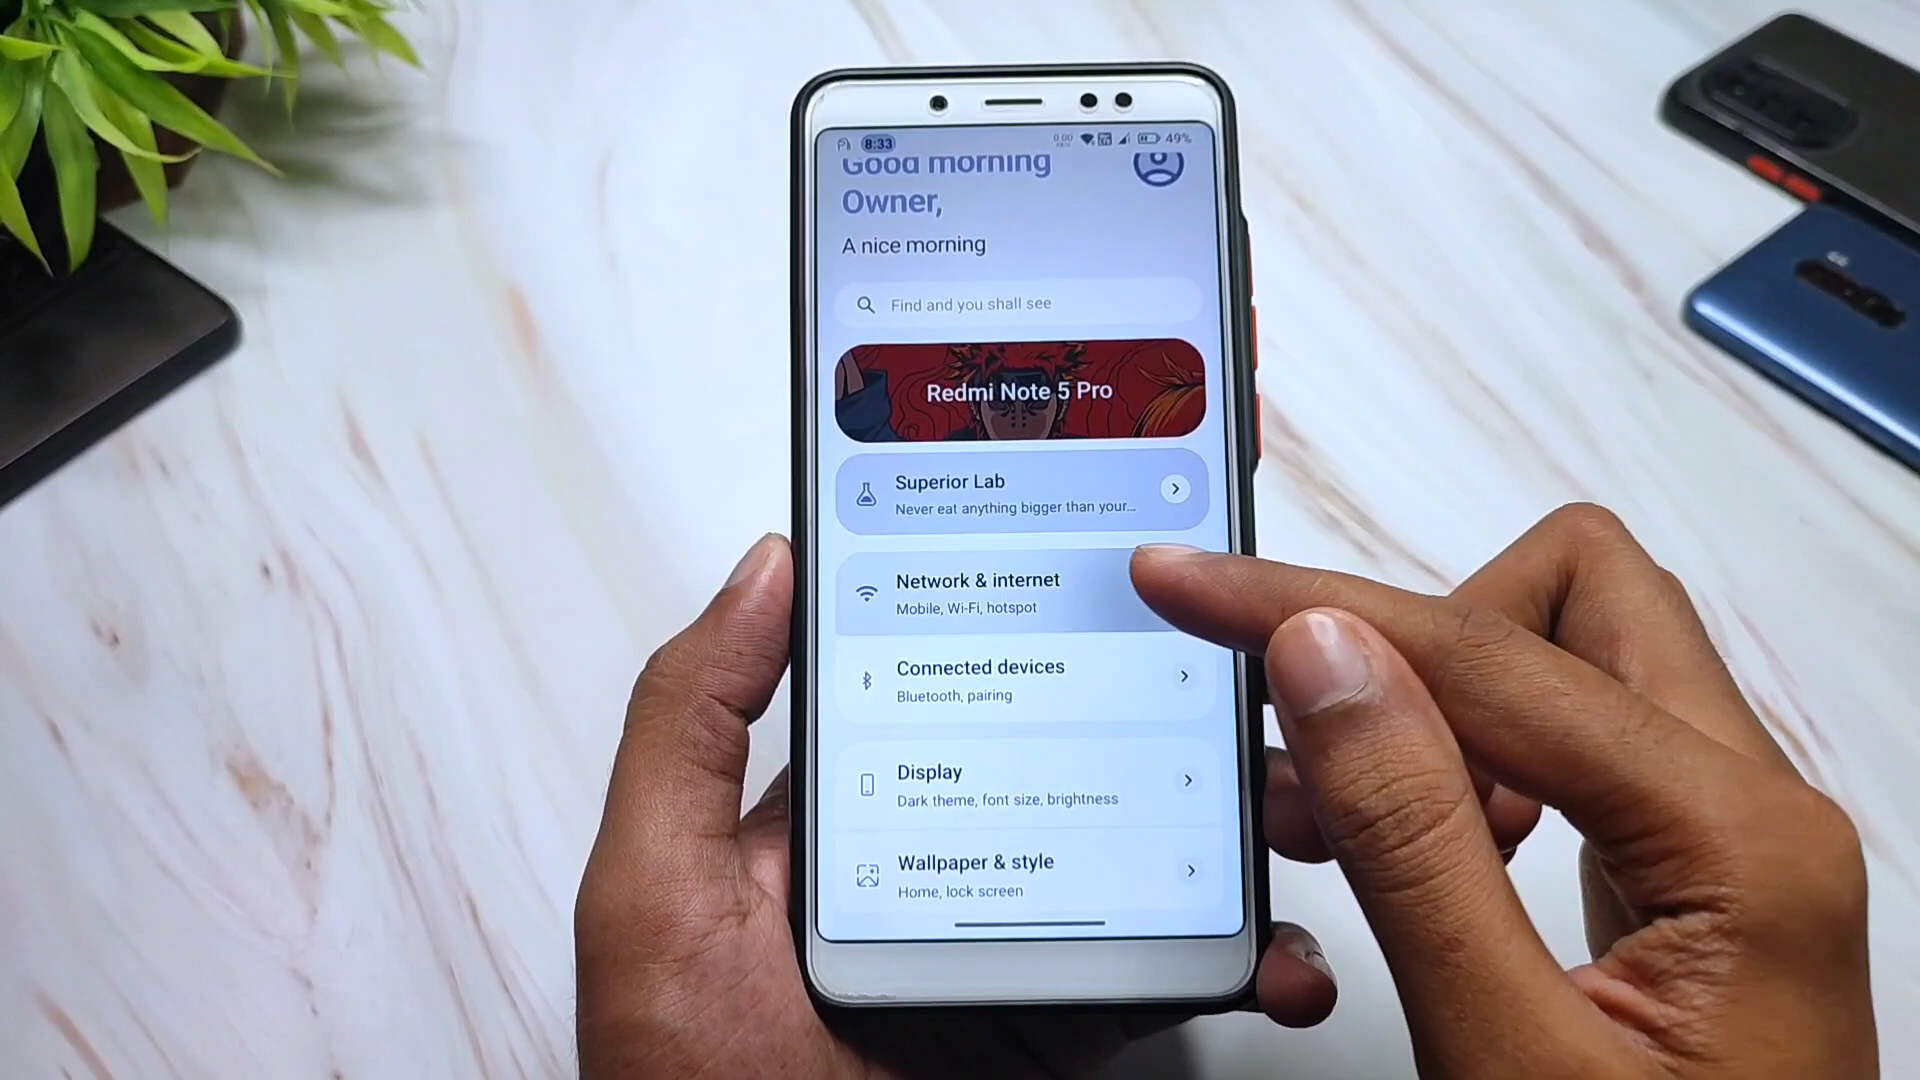 8:33
0.00
49%
Good morning
Owner,
A nice morning
Find and you shall see
Redmi Note 5 Pro
Superior Lab
Never eat anything bigger than your...
Network & internet
Mobile, Wi-Fi, hotspot
Connected devices
Bluetooth, pairing
Display
Dark theme, font size, brightness
Wallpaper & style
Home, lock screen